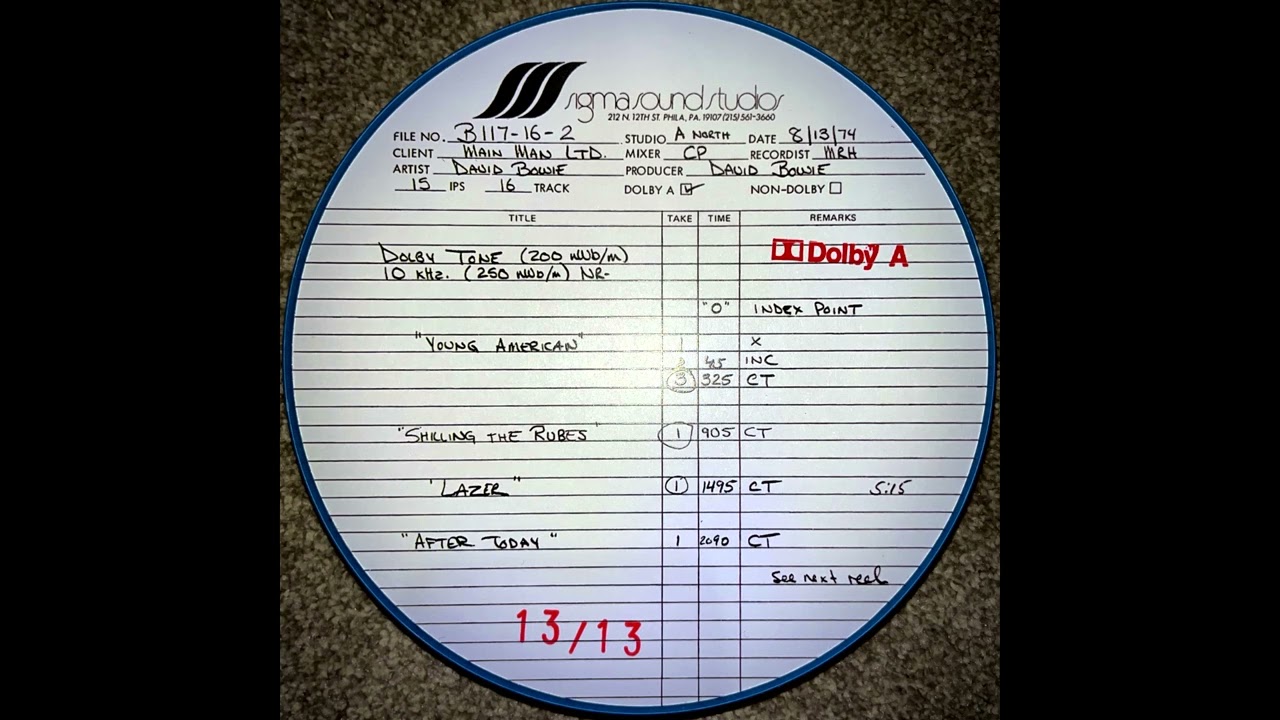 sigma sound studios
212 N. 12TH ST. PHILA, PA. 19107 (215) 561-3660
FILE NO. B117-16-2 STUDIO A NORTH DATE 8/13/74
CLIENT MAIN MAN LTD. MIXER CP RECORDIST MRH
ARTIST DAVID BOWIE PRODUCER DAVID BOWIE
15 IPS 16 TRACK DOLBY A NON-DOLBY
TITLE TAKE TIME REMARKS
DOLBY TONE (200 nWb/m) Dolby A
10 KHZ. (250 nWb/m) NR-
"0" INDEX POINT
"YOUNG AMERICAN" 1 X
45 INC
3 325 CT
"SHILLING THE RUBES" 1 905 CT
"LAZER" 1 1495 CT 5:15
"AFTER TODAY" 1 2090 CT
See next reel
13/13